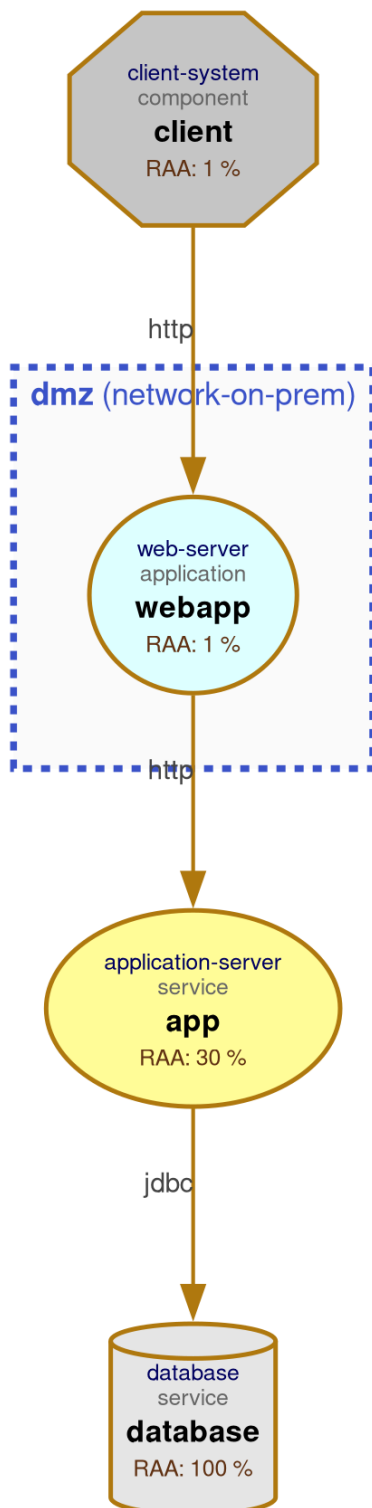 client-system
component
client
RAA: 1 %
http
dmz (network-on-prem)
web-server
application
webapp
RAA: 1 %
http
application-server
service
app
RAA: 30 %
jdbc
database
service
database
RAA: 100 %